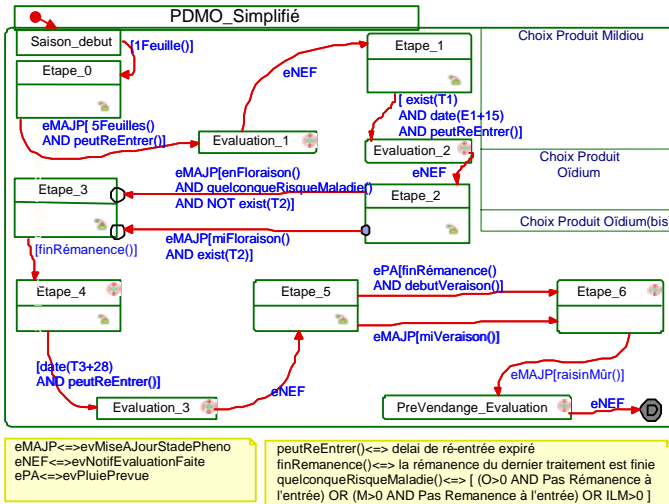 PDMO_Simplifié
Saison_debut
[1Feuille()]
Etape_0
eMAJP[ 5Feuilles()
AND peutReEntrer()]
Evaluation_1
eNEF
Etape_1
[ exist(T1)
AND date(E1+15)
AND peutReEntrer()]
Evaluation_2
eNEF
Etape_2
eMAJP[enFloraison()
AND quelconqueRisqueMaladie()
AND NOT exist(T2)]
eMAJP[miFloraison()
AND exist(T2)]
Etape_3
[finRémanence()]
Etape_4
[date(T3+28)
AND peutReEntrer()]
Evaluation_3
eNEF
Etape_5
ePA[finRémanence()
AND debutVeraison()]
eMAJP[miVeraison()]
Etape_6
eMAJP[raisinMûr()]
PreVendange_Evaluation
eNEF
D
Choix Produit Mildiou
Choix Produit
Oïdium
Choix Produit Oïdium(bis)
eMAJP<=>evMiseAJourStadePheno
eNEF<=>evNotifEvaluationFaite
ePA<=>evPluiePrevue
peutReEntrer()<=> delai de ré-entrée expiré
finRemanence()<=> la rémanence du dernier traitement est finie
quelconqueRisqueMaladie()<=> [ (O>0 AND Pas Rémanence à
l'entrée) OR (M>0 AND Pas Remanence à l'entrée) OR ILM>0 ]